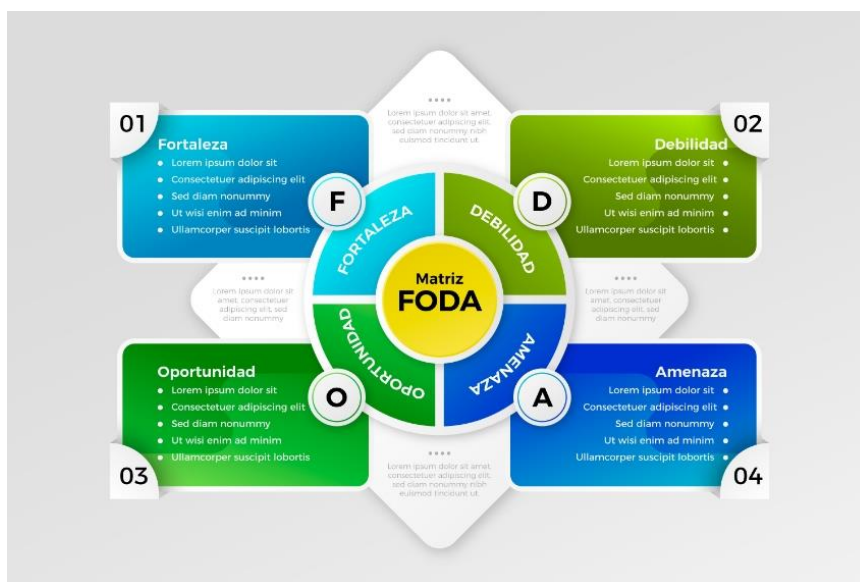 Lorem ipsum dolor sit amet,
consectetuer adipiscing elit,
sed diam nonummy nibh
euismod tincidunt ut.
01
Fortaleza
Lorem ipsum dolor sit
Consectetuer adipiscing elit
Sed diam nonummy
Ut wisi enim ad minim
Ullamcorper suscipit lobortis
F
FORTALEZA
02
Debilidad
Lorem ipsum dolor sit
Consectetuer adipiscing elit
Sed diam nonummy
Ut wisi enim ad minim
Ullamcorper suscipit lobortis
D
DEBILIDAD
Lorem ipsum dolor sit
amet, consectetuer
adipiscing elit, sed
diam nonummy
Matriz
FODA
Lorem ipsum dolor sit
amet, consectetuer
adipiscing elit, sed
diam nonummy
03
Oportunidad
Lorem ipsum dolor sit
Consectetuer adipiscing elit
Sed diam nonummy
Ut wisi enim ad minim
Ullamcorper suscipit lobortis
O
OPORTUNIDAD
04
Amenaza
Lorem ipsum dolor sit
Consectetuer adipiscing elit
Sed diam nonummy
Ut wisi enim ad minim
Ullamcorper suscipit lobortis
A
AMENAZA
Lorem ipsum dolor sit amet,
consectetuer adipiscing elit,
sed diam nonummy nibh
euismod tincidunt ut.